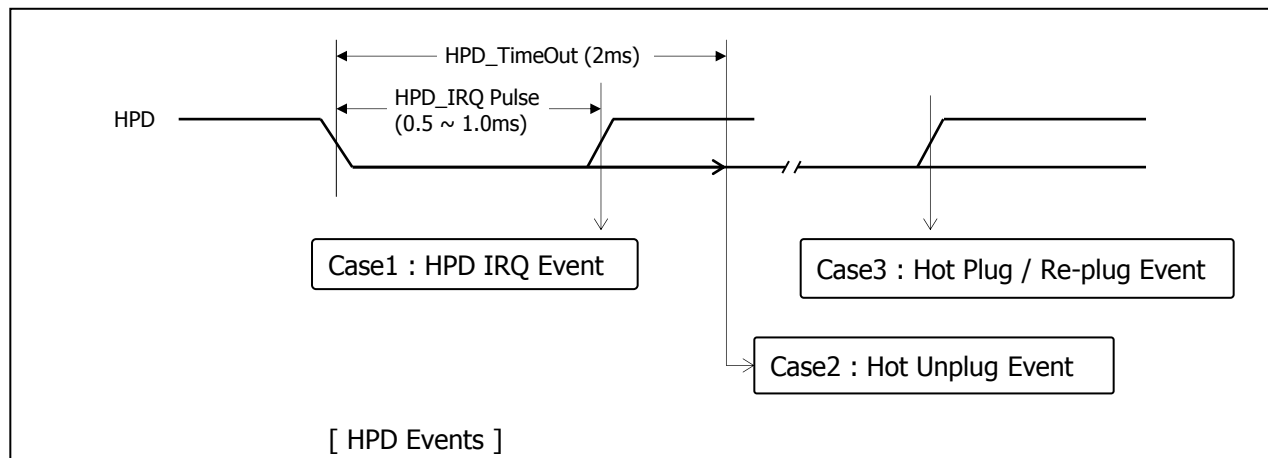 HPD_TimeOut (2ms)
HPD_IRQ Pulse
(0.5 ~ 1.0ms)
HPD
Case1 : HPD IRQ Event
Case3 : Hot Plug / Re-plug Event
Case2 : Hot Unplug Event
[ HPD Events ]